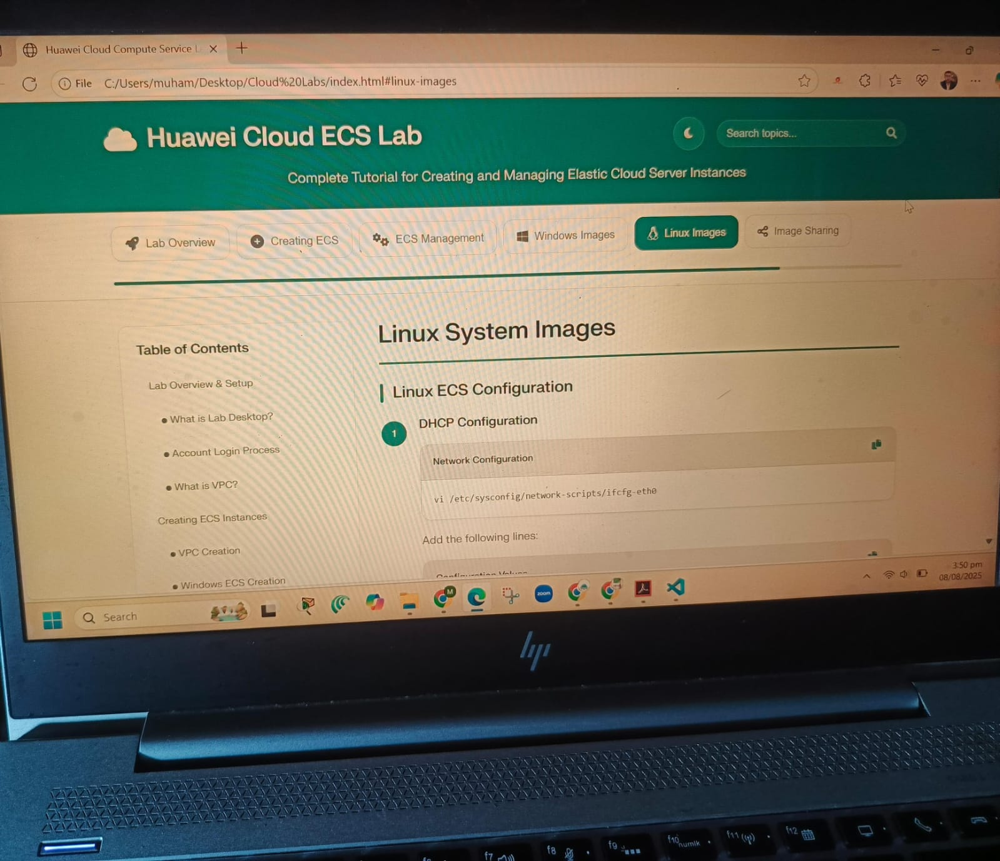 Huawei Cloud Compute Service L
File C:/Users/muham/Desktop/Cloud%20Labs/index.html#linux-images
Huawei Cloud ECS Lab
Search topics...
Complete Tutorial for Creating and Managing Elastic Cloud Server Instances
Lab Overview
Creating ECS
ECS Management
Windows Images
Linux Images
Image Sharing
Table of Contents
Lab Overview & Setup
• What is Lab Desktop?
• Account Login Process
• What is VPC?
Creating ECS Instances
• VPC Creation
• Windows ECS Creation
Linux System Images
Linux ECS Configuration
1
DHCP Configuration
Network Configuration
vi /etc/sysconfig/network-scripts/ifcfg-eth0
Add the following lines:
Configuration Values
Search
M
zoom
3:50 pm
08/08/2025
hp
f7
f8
f9
f10 numlk
f11
f12